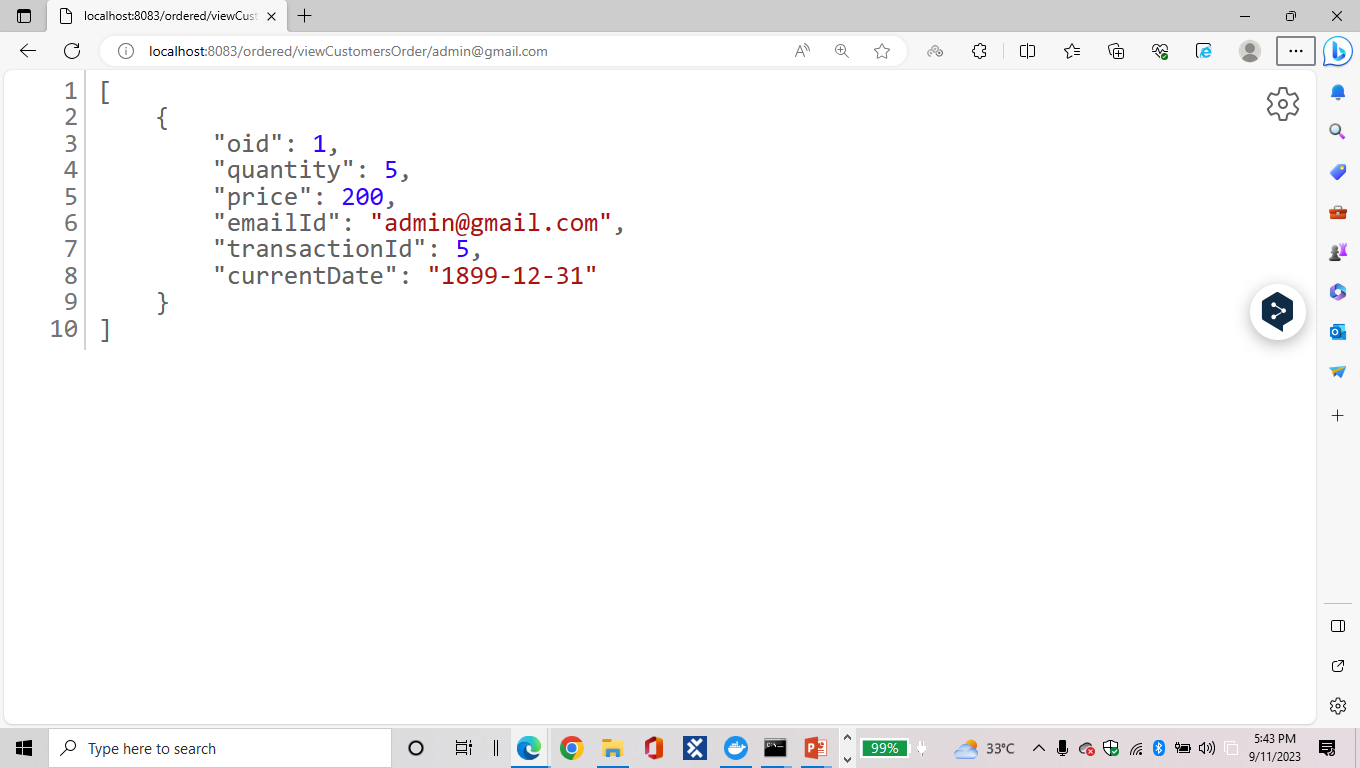 localhost:8083/ordered/viewCust
localhost:8083/ordered/viewCustomersOrder/admin@gmail.com
1 [
2 {
3 "oid": 1,
4 "quantity": 5,
5 "price": 200,
6 "emailId": "admin@gmail.com",
7 "transactionId": 5,
8 "currentDate": "1899-12-31"
9 }
10 ]
Type here to search
99%
33°C
5:43 PM
9/11/2023